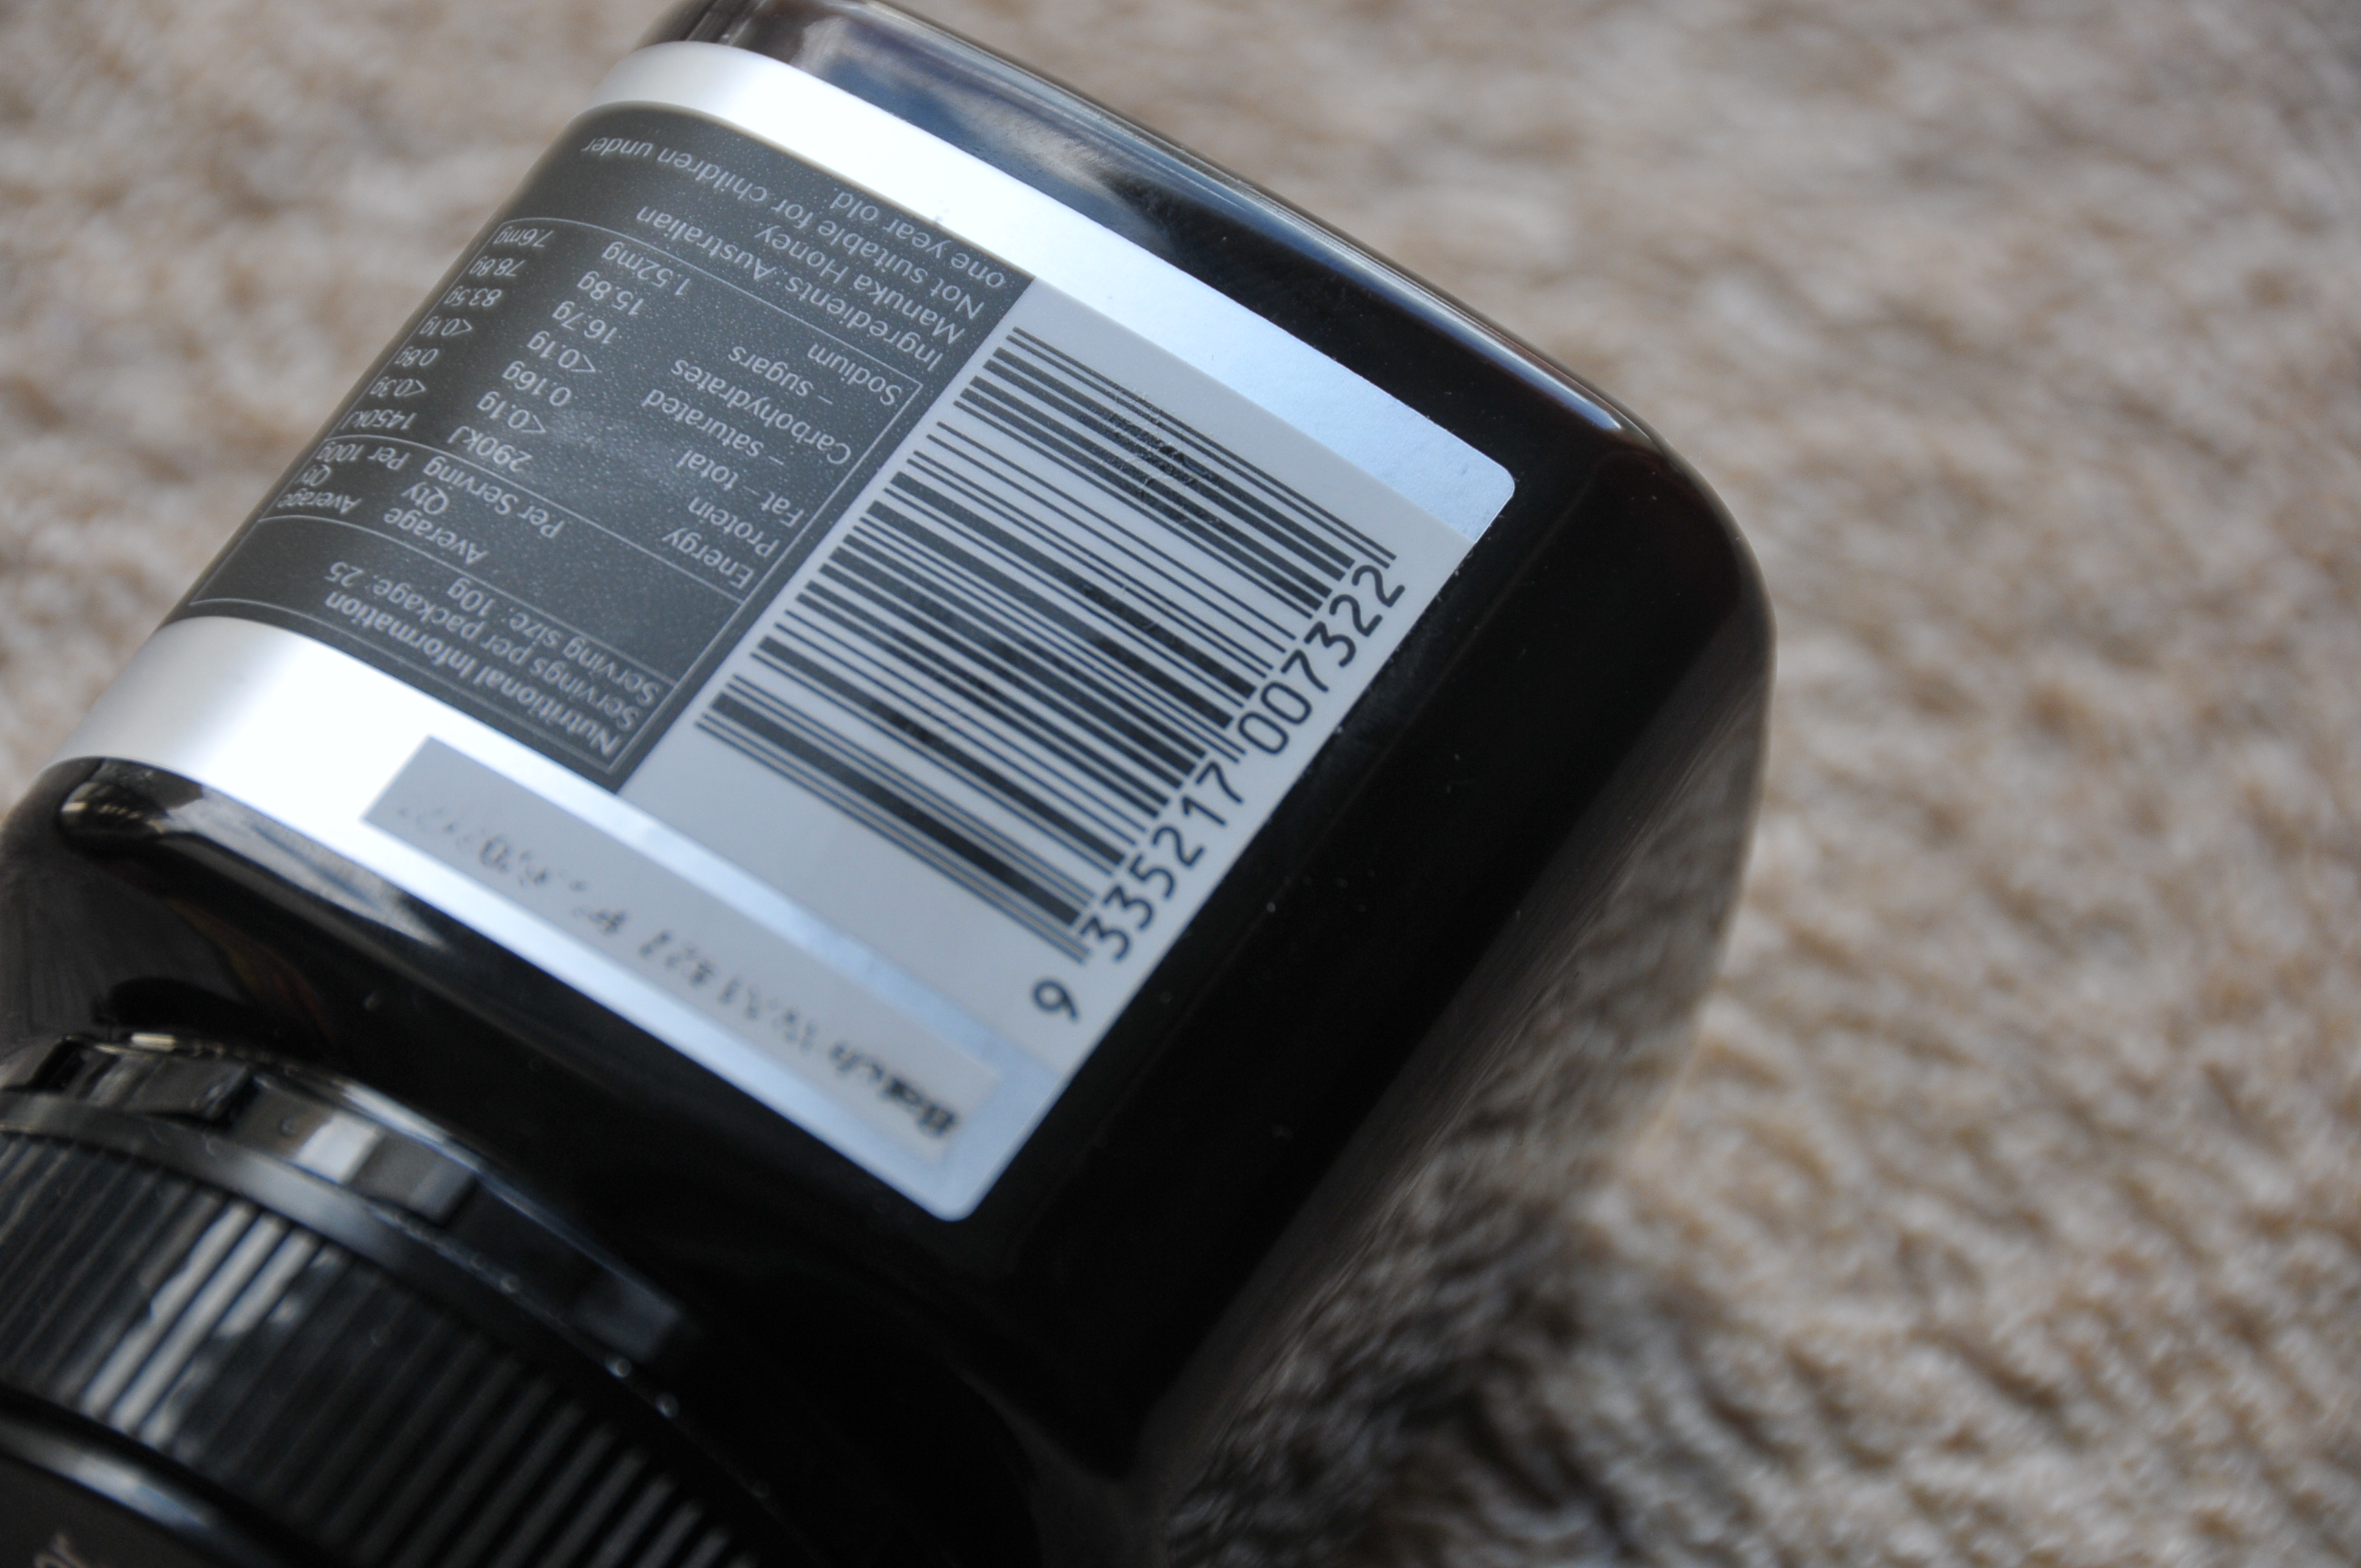 Nutritional Information
Servings per package: 25
Serving size: 10g
Average Average
Qty Qty
Per Serving Per 100g
Energy 290kJ 1450kJ
Protein <0.1g <0.3g
Fat – total 0.16g 0.8g
– saturated <0.1g <0.1g
Carbohydrates 16.7g 83.5g
– sugars 15.8g 78.8g
Sodium 1.52mg 7.6mg
Ingredients: Australian
Manuka Honey.
Not suitable for children under
one year old.
9 335217 007322
Batch